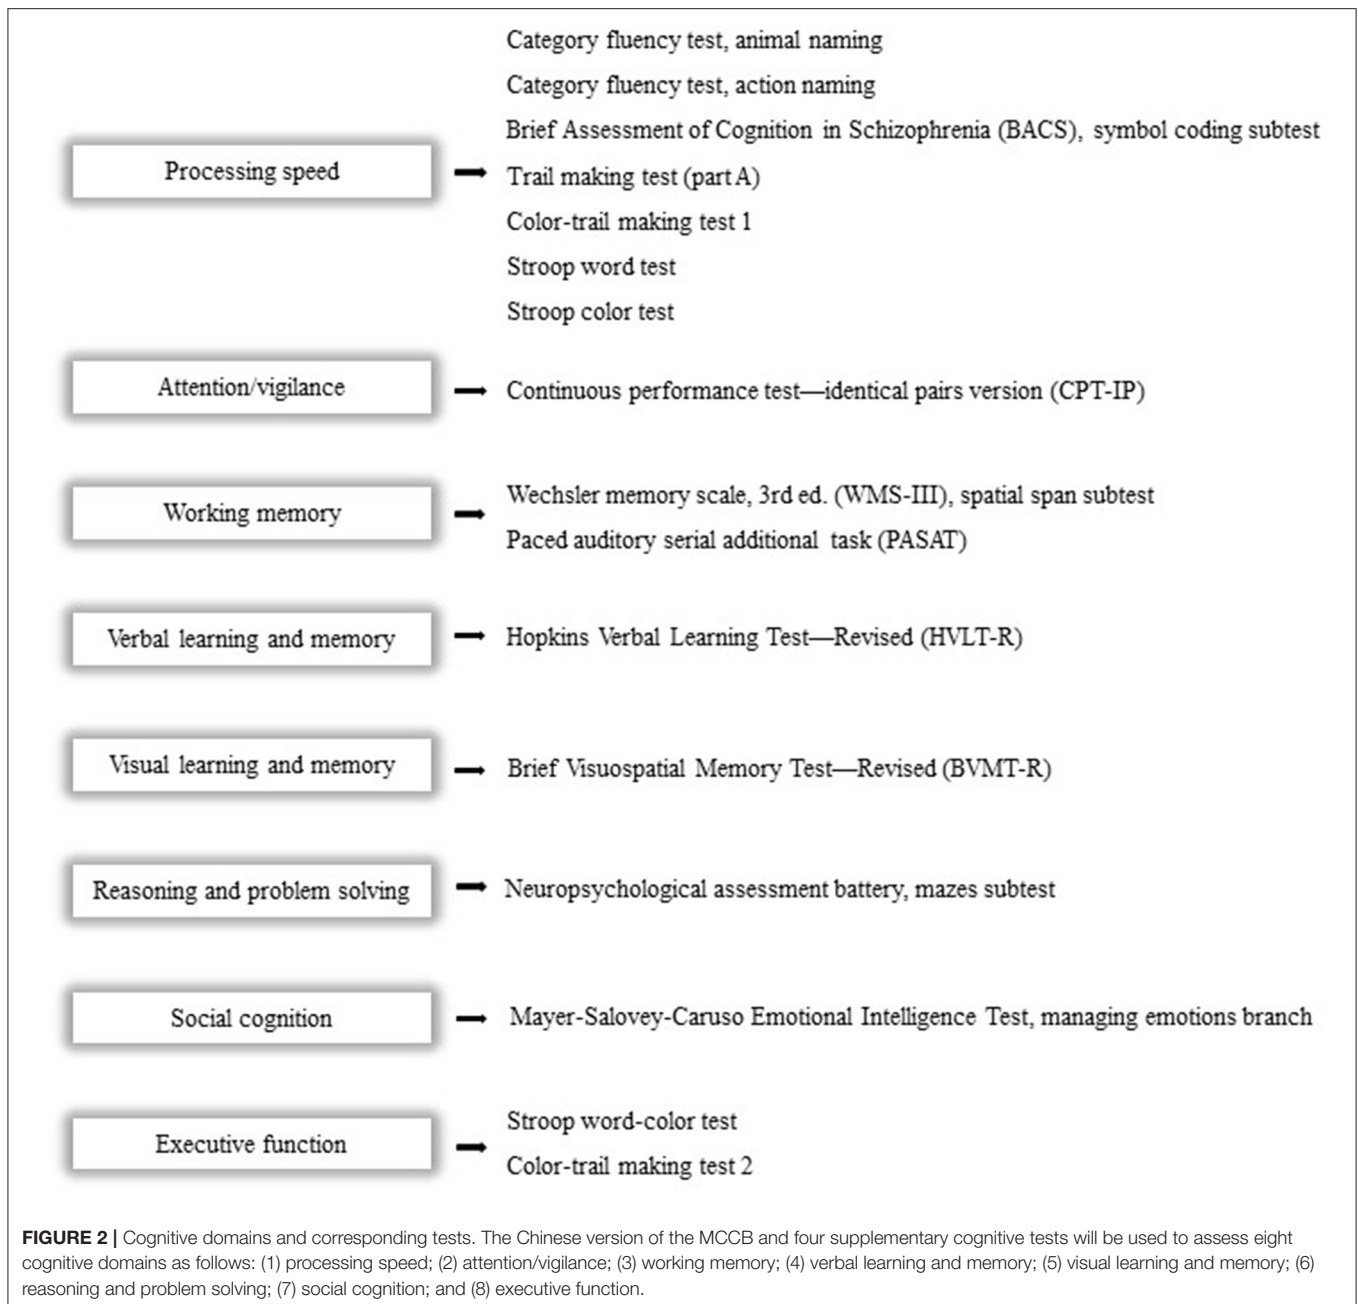 Category fluency test, animal naming
Category fluency test, action naming
Brief Assessment of Cognition in Schizophrenia (BACS), symbol coding subtest
Processing speed
Trail making test (part A)
Color-trail making test 1
Stroop word test
Stroop color test
Attention/vigilance
Continuous performance test—identical pairs version (CPT-IP)
Working memory
Wechsler memory scale, 3rd ed. (WMS-III), spatial span subtest
Paced auditory serial additional task (PASAT)
Verbal learning and memory
Hopkins Verbal Learning Test—Revised (HVLT-R)
Visual learning and memory
Brief Visuospatial Memory Test—Revised (BVMT-R)
Reasoning and problem solving
Neuropsychological assessment battery, mazes subtest
Social cognition
Mayer-Salovey-Caruso Emotional Intelligence Test, managing emotions branch
Executive function
Stroop word-color test
Color-trail making test 2
FIGURE 2 | Cognitive domains and corresponding tests. The Chinese version of the MCCB and four supplementary cognitive tests will be used to assess eight
cognitive domains as follows: (1) processing speed; (2) attention/vigilance; (3) working memory; (4) verbal learning and memory; (5) visual learning and memory; (6)
reasoning and problem solving; (7) social cognition; and (8) executive function.